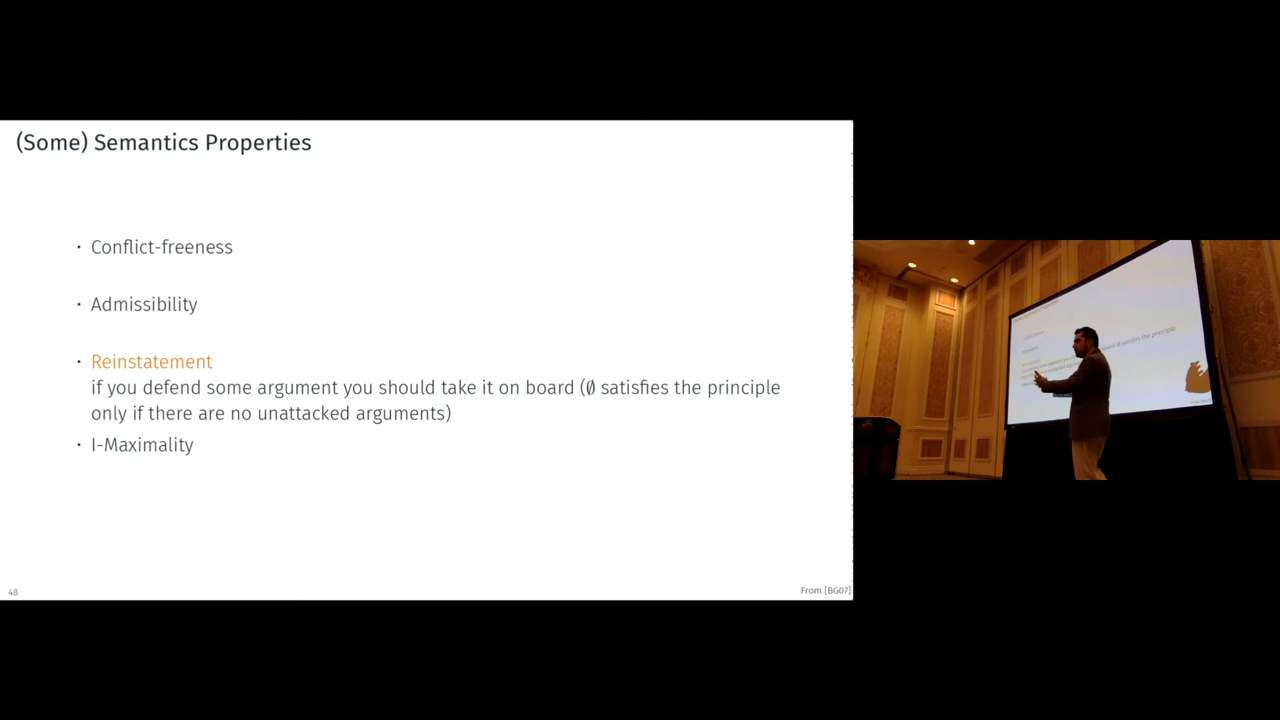 (Some) Semantics Properties
· Conflict-freeness
· Admissibility
· Reinstatement
if you defend some argument you should take it on board (∅ satisfies the principle
only if there are no unattacked arguments)
· I-Maximality
48
From [BG07]